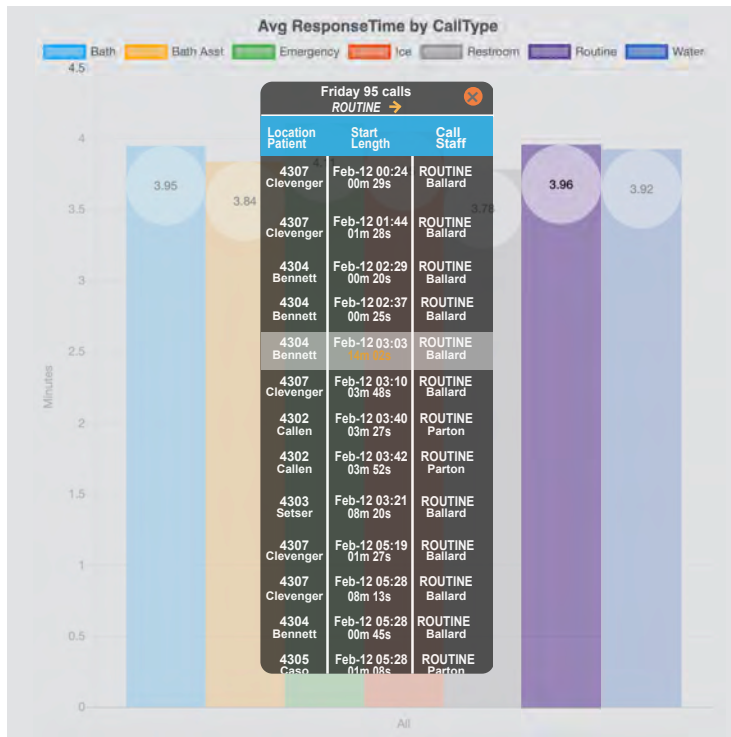 Avg ResponseTime by CallType
Bath Bath Asst Emergency Ice Restroom Routine Water
4.5
4
3.5
3
2.5
2
1.5
1
0.5
0
Minutes
All
3.95
3.84
3.78
3.96
3.92
Friday 95 calls
ROUTINE →
Location Start Call
Patient Length Staff
4307 Feb-12 00:24 ROUTINE
Clevenger 00m 29s Ballard
4307 Feb-12 01:44 ROUTINE
Clevenger 01m 28s Ballard
4304 Feb-12 02:29 ROUTINE
Bennett 00m 20s Ballard
4304 Feb-12 02:37 ROUTINE
Bennett 00m 25s Ballard
4304 Feb-12 03:03 ROUTINE
Bennett Ballard
4307 Feb-12 03:10 ROUTINE
Clevenger 03m 48s Ballard
4302 Feb-12 03:40 ROUTINE
Callen 03m 27s Parton
4302 Feb-12 03:42 ROUTINE
Callen 03m 52s Parton
4303 Feb-12 03:21 ROUTINE
Setser 08m 20s Ballard
4307 Feb-12 05:19 ROUTINE
Clevenger 01m 27s Ballard
4307 Feb-12 05:28 ROUTINE
Clevenger 08m 13s Ballard
4304 Feb-12 05:28 ROUTINE
Bennett 00m 45s Ballard
4305 Feb-12 05:28 ROUTINE
Caso 01m 08s Parton